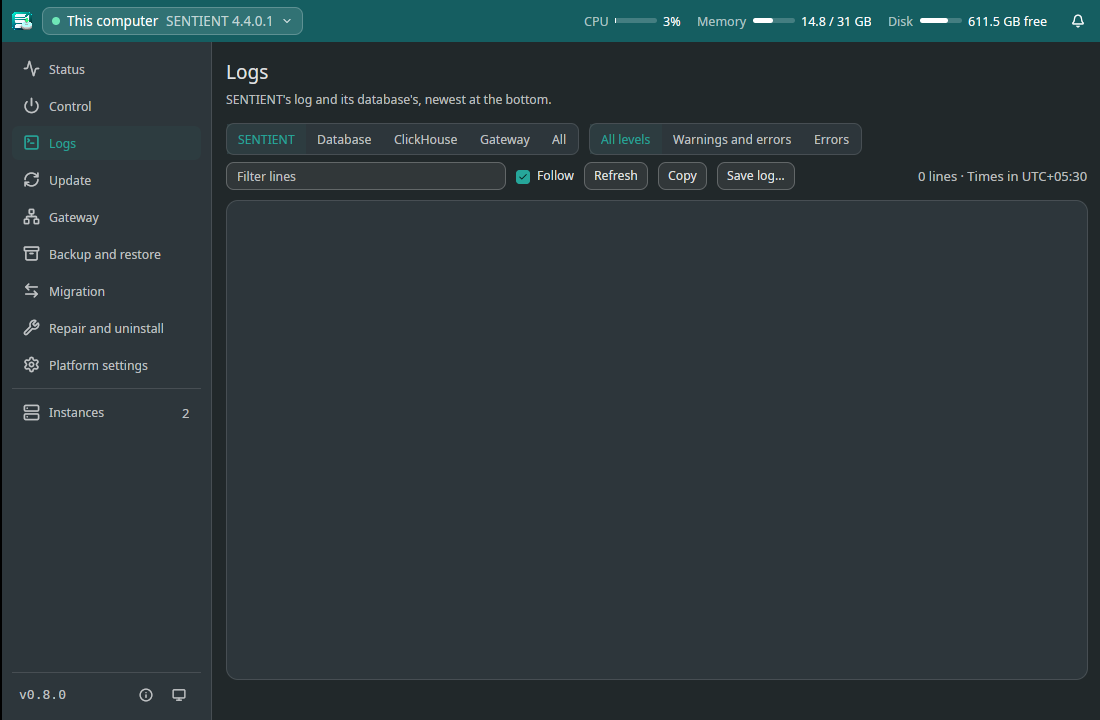 This computer SENTIENT 4.4.0.1
CPU 3% Memory 14.8 / 31 GB Disk 611.5 GB free
Status
Control
Logs
Update
Gateway
Backup and restore
Migration
Repair and uninstall
Platform settings
Instances 2
v0.8.0
Logs
SENTIENT's log and its database's, newest at the bottom.
SENTIENT Database ClickHouse Gateway All All levels Warnings and errors Errors
Filter lines Follow Refresh Copy Save log... 0 lines · Times in UTC+05:30